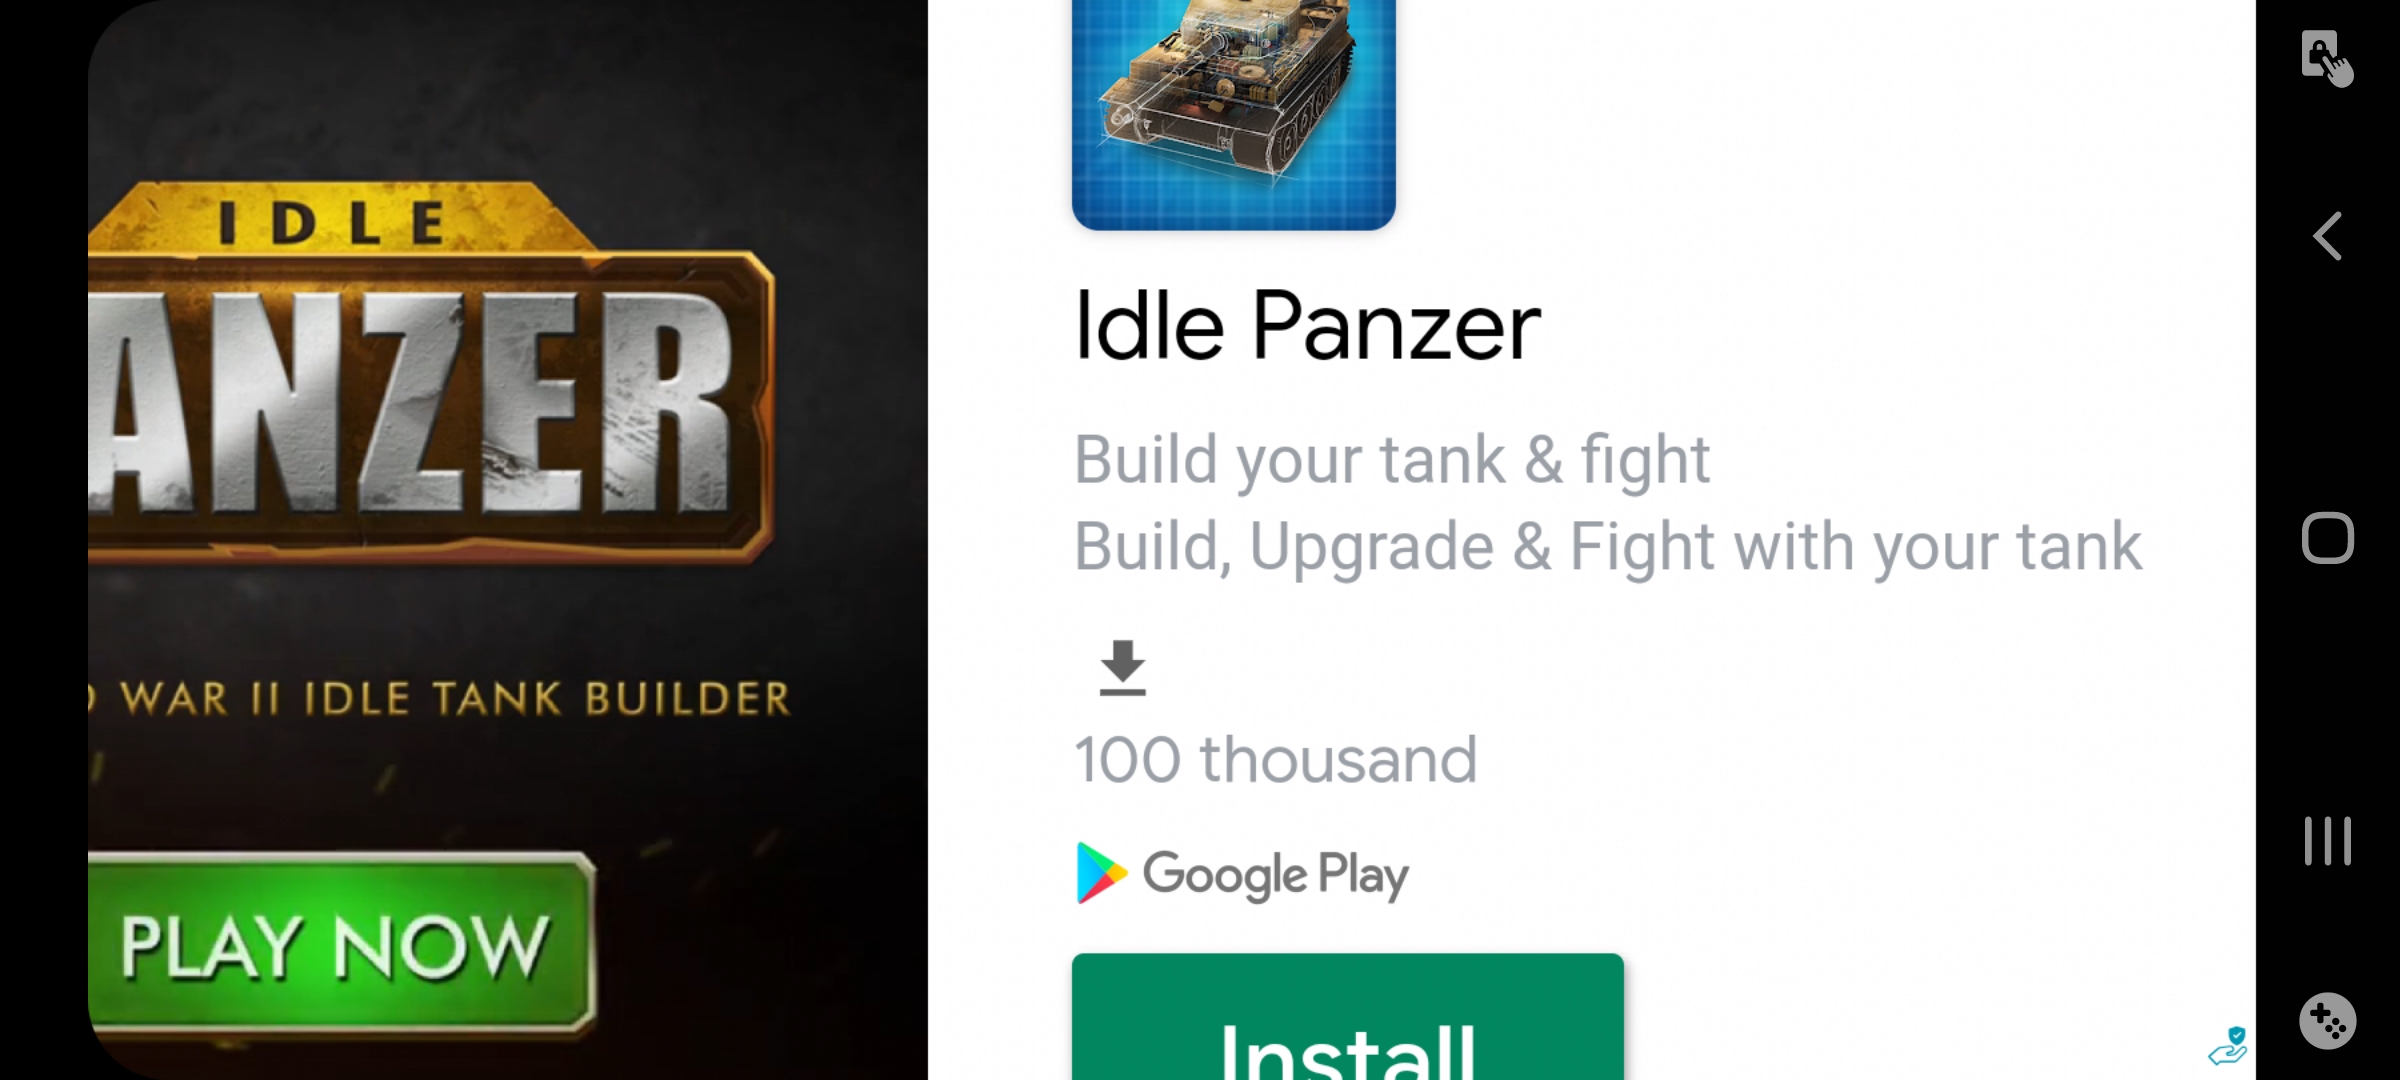 IDLE
ANZER
WAR II IDLE TANK BUILDER
PLAY NOW
Idle Panzer
Build your tank & fight
Build, Upgrade & Fight with your tank
100 thousand
Google Play
Install